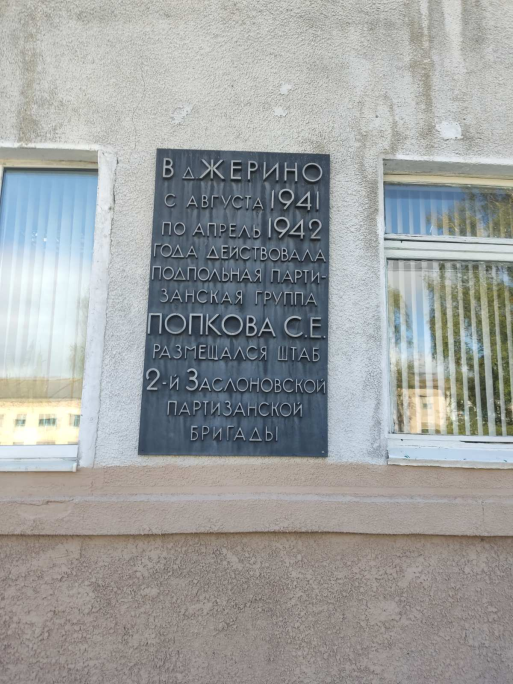 В д ЖЕРИНО
С АВГУСТА 1941
ПО АПРЕЛЬ 1942
ГОДА ДЕЙСТВОВАЛА
ПОДПОЛЬНАЯ ПАРТИ-
ЗАНСКАЯ ГРУППА
ПОПКОВА С.Е.
РАЗМЕЩАЛСЯ ШТАБ
2-Й ЗАСЛОНОВСКОЙ
ПАРТИЗАНСКОЙ
БРИГАДЫ